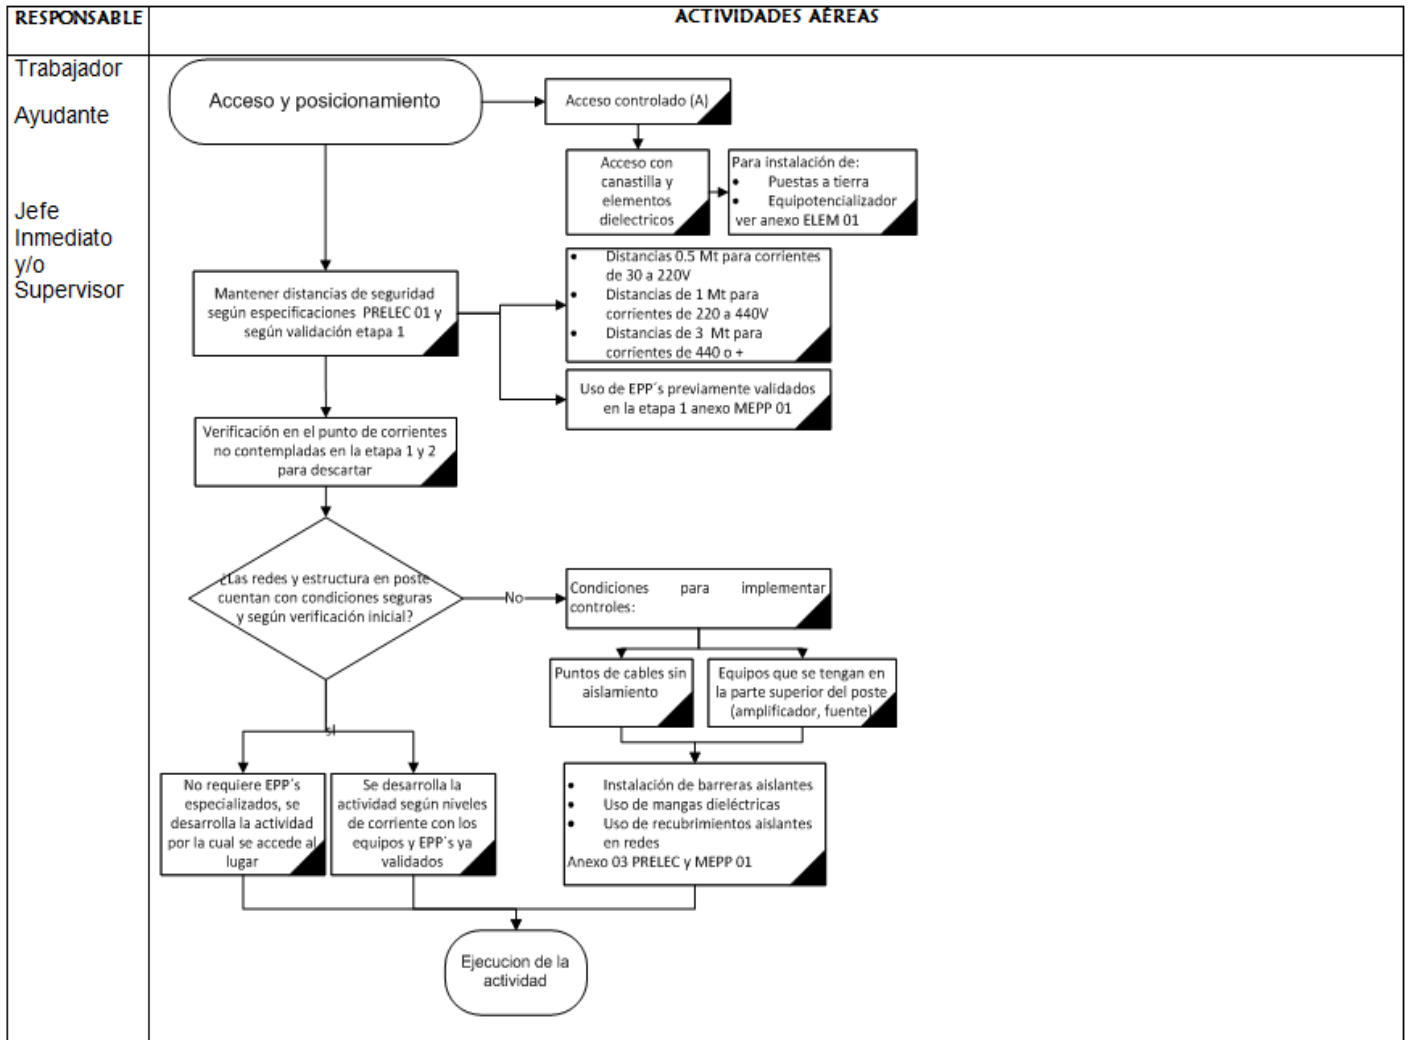 RESPONSABLE
ACTIVIDADES AÉREAS
Trabajador
Ayudante
Jefe
Inmediato
y/o
Supervisor
Acceso y posicionamiento
Acceso controlado (A)
Acceso con
canastilla y
elementos
dielectricos
Para instalación de:
• Puestas a tierra
• Equipotencializador
ver anexo ELEM 01
Mantener distancias de seguridad
según especificaciones PRELEC 01 y
según validación etapa 1
• Distancias 0.5 Mt para corrientes
de 30 a 220V
• Distancias de 1 Mt para
corrientes de 220 a 440V
• Distancias de 3 Mt para
corrientes de 440 o +
Uso de EPP´s previamente validados
en la etapa 1 anexo MEPP 01
Verificación en el punto de corrientes
no contempladas en la etapa 1 y 2
para descartar
¿Las redes y estructura en poste
cuentan con condiciones seguras
y según verificación inicial?
No
Condiciones para implementar
controles:
Puntos de cables sin
aislamiento
Equipos que se tengan en
la parte superior del poste
(amplificador, fuente)
sI
No requiere EPP´s
especializados, se
desarrolla la actividad
por la cual se accede al
lugar
Se desarrolla la
actividad según niveles
de corriente con los
equipos y EPP´s ya
validados
• Instalación de barreras aislantes
• Uso de mangas dieléctricas
• Uso de recubrimientos aislantes
en redes
Anexo 03 PRELEC y MEPP 01
Ejecucion de la
actividad